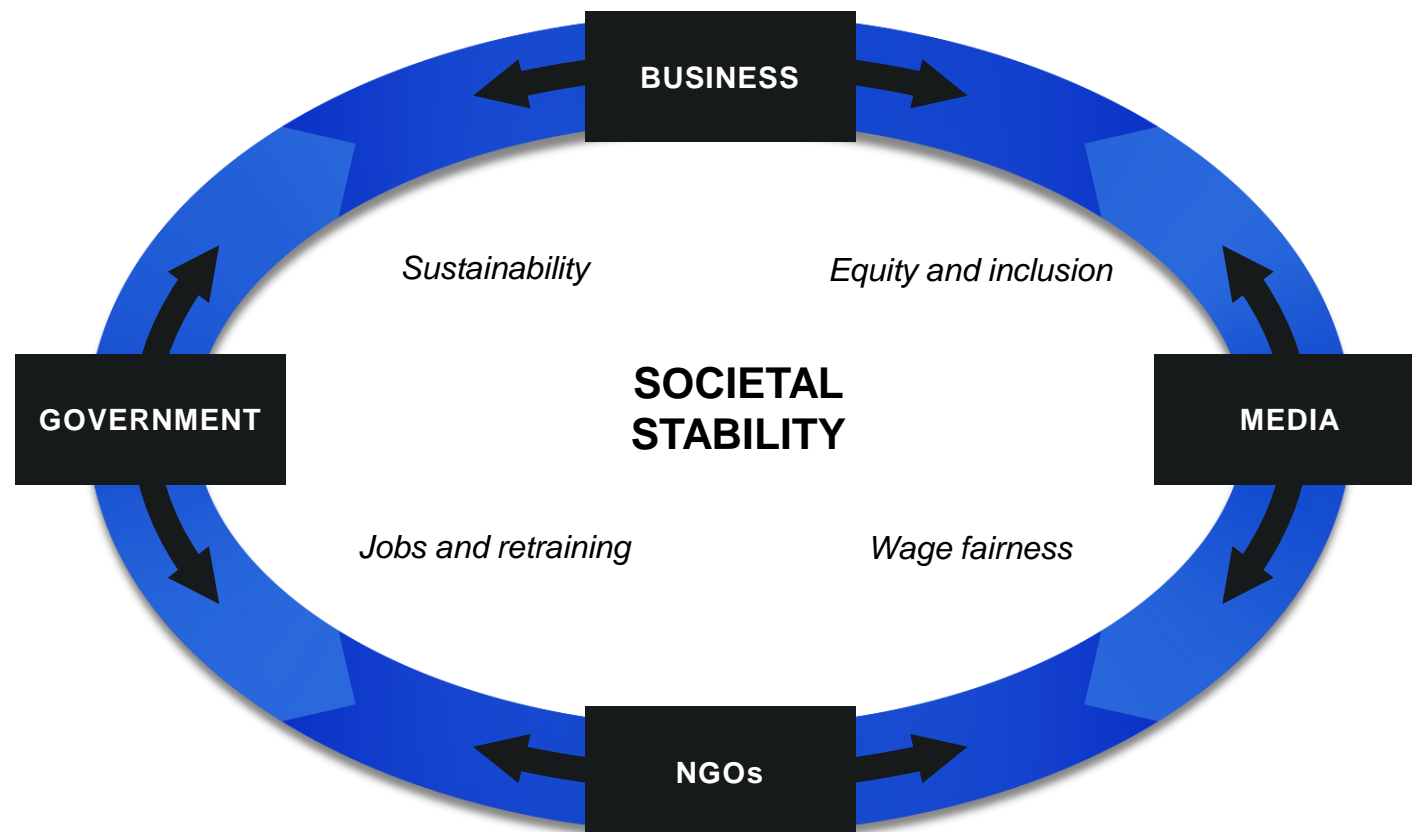 BUSINESS
Sustainability
Equity and inclusion
SOCIETAL
STABILITY
GOVERNMENT
MEDIA
Jobs and retraining
Wage fairness
NGOs